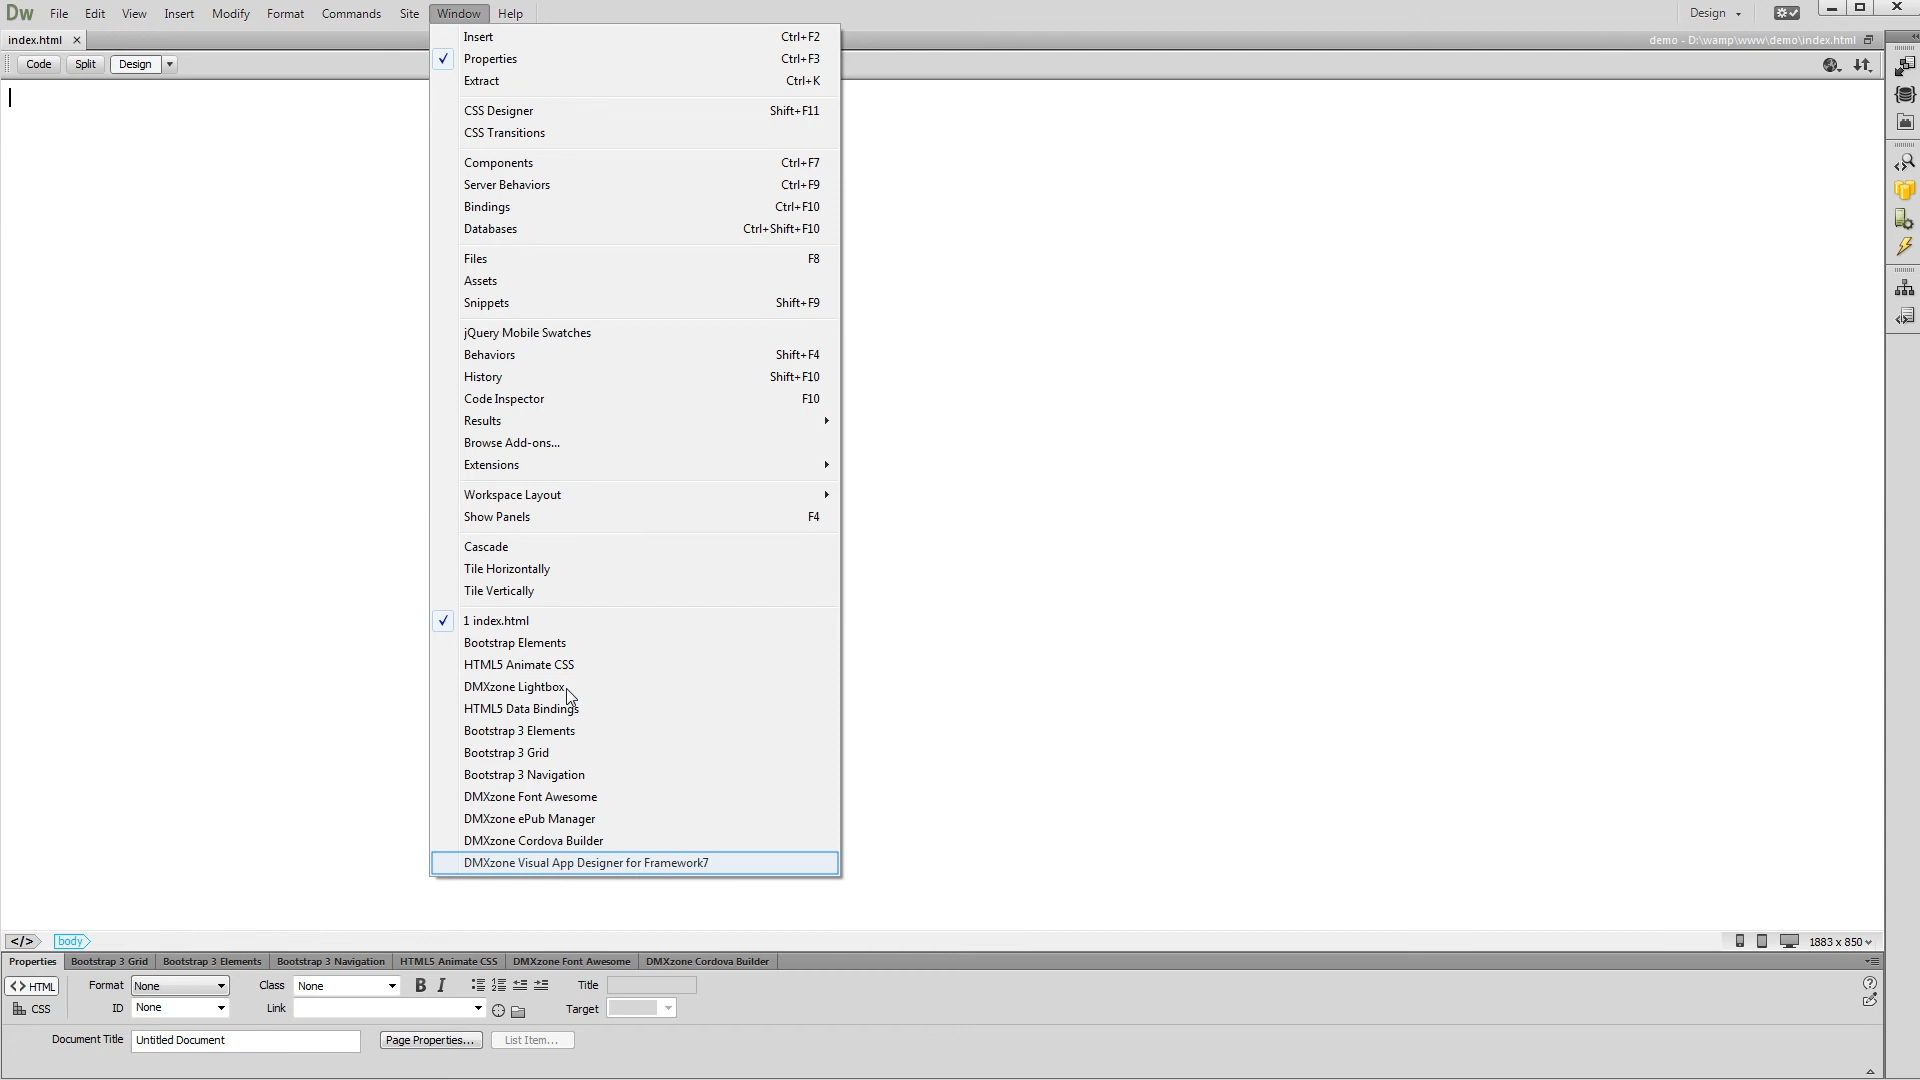 Dw File Edit View Insert Modify Format Commands Site Window Help Design
index.html demo - D:\wamp\www\demo\index.html
Code Split Design
Insert Ctrl+F2
Properties Ctrl+F3
Extract Ctrl+K
CSS Designer Shift+F11
CSS Transitions
Components Ctrl+F7
Server Behaviors Ctrl+F9
Bindings Ctrl+F10
Databases Ctrl+Shift+F10
Files F8
Assets
Snippets Shift+F9
jQuery Mobile Swatches
Behaviors Shift+F4
History Shift+F10
Code Inspector F10
Results
Browse Add-ons...
Extensions
Workspace Layout
Show Panels F4
Cascade
Tile Horizontally
Tile Vertically
1 index.html
Bootstrap Elements
HTML5 Animate CSS
DMXzone Lightbox
HTML5 Data Bindings
Bootstrap 3 Elements
Bootstrap 3 Grid
Bootstrap 3 Navigation
DMXzone Font Awesome
DMXzone ePub Manager
DMXzone Cordova Builder
DMXzone Visual App Designer for Framework7
</> body 1883 x 850
Properties Bootstrap 3 Grid Bootstrap 3 Elements Bootstrap 3 Navigation HTML5 Animate CSS DMXzone Font Awesome DMXzone Cordova Builder
<> HTML Format None Class None B I Title
CSS ID None Link Target
Document Title Untitled Document Page Properties... List Item...